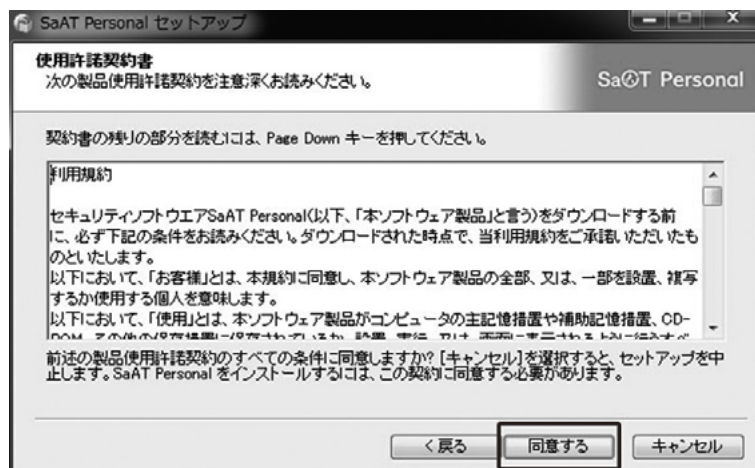 SaAT Personal セットアップ
使用許諾契約書
次の製品使用許諾契約を注意深くお読みください。
SaAT Personal
契約書の残りの部分を読むには、Page Down キーを押してください。
利用規約
セキュリティソフトウエアSaAT Personal(以下、「本ソフトウェア製品」と言う)をダウンロードする前
に、必ず下記の条件をお読みください。ダウンロードされた時点で、当利用規約をご承諾いただいたも
のといたします。
以下において、「お客様」とは、本規約に同意し、本ソフトウェア製品の全部、又は、一部を設置、複写
するか使用する個人を意味します。
以下において、「使用」とは、本ソフトウェア製品がコンピュータの主記憶措置や補助記憶措置、CD-
前述の製品使用許諾契約のすべての条件に同意しますか? [キャンセル] を選択すると、セットアップを中
止します。SaAT Personal をインストールするには、この契約に同意する必要があります。
< 戻る
同意する
キャンセル